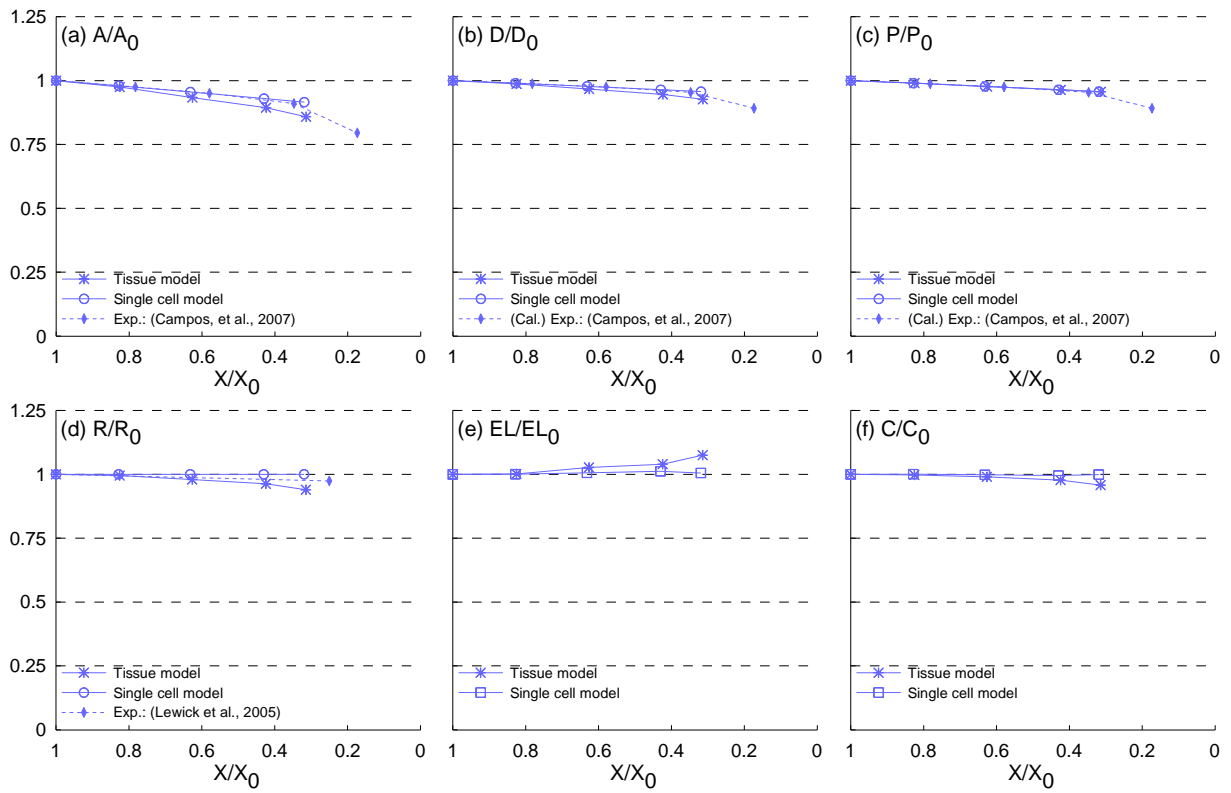 (a) A/A0
(b) D/D0
(c) P/P0
1.25
1
0.75
0.5
0.25
0
Tissue model
Single cell model
Exp.: (Campos, et al., 2007)
Tissue model
Single cell model
(Cal.) Exp.: (Campos, et al., 2007)
Tissue model
Single cell model
(Cal.) Exp.: (Campos, et al., 2007)
1 0.8 0.6 0.4 0.2 0
1 0.8 0.6 0.4 0.2 0
1 0.8 0.6 0.4 0.2 0
X/X0
X/X0
X/X0
(d) R/R0
(e) EL/EL0
(f) C/C0
1.25
1
0.75
0.5
0.25
0
Tissue model
Single cell model
Exp.: (Lewick et al., 2005)
Tissue model
Single cell model
Tissue model
Single cell model
1 0.8 0.6 0.4 0.2 0
1 0.8 0.6 0.4 0.2 0
1 0.8 0.6 0.4 0.2 0
X/X0
X/X0
X/X0